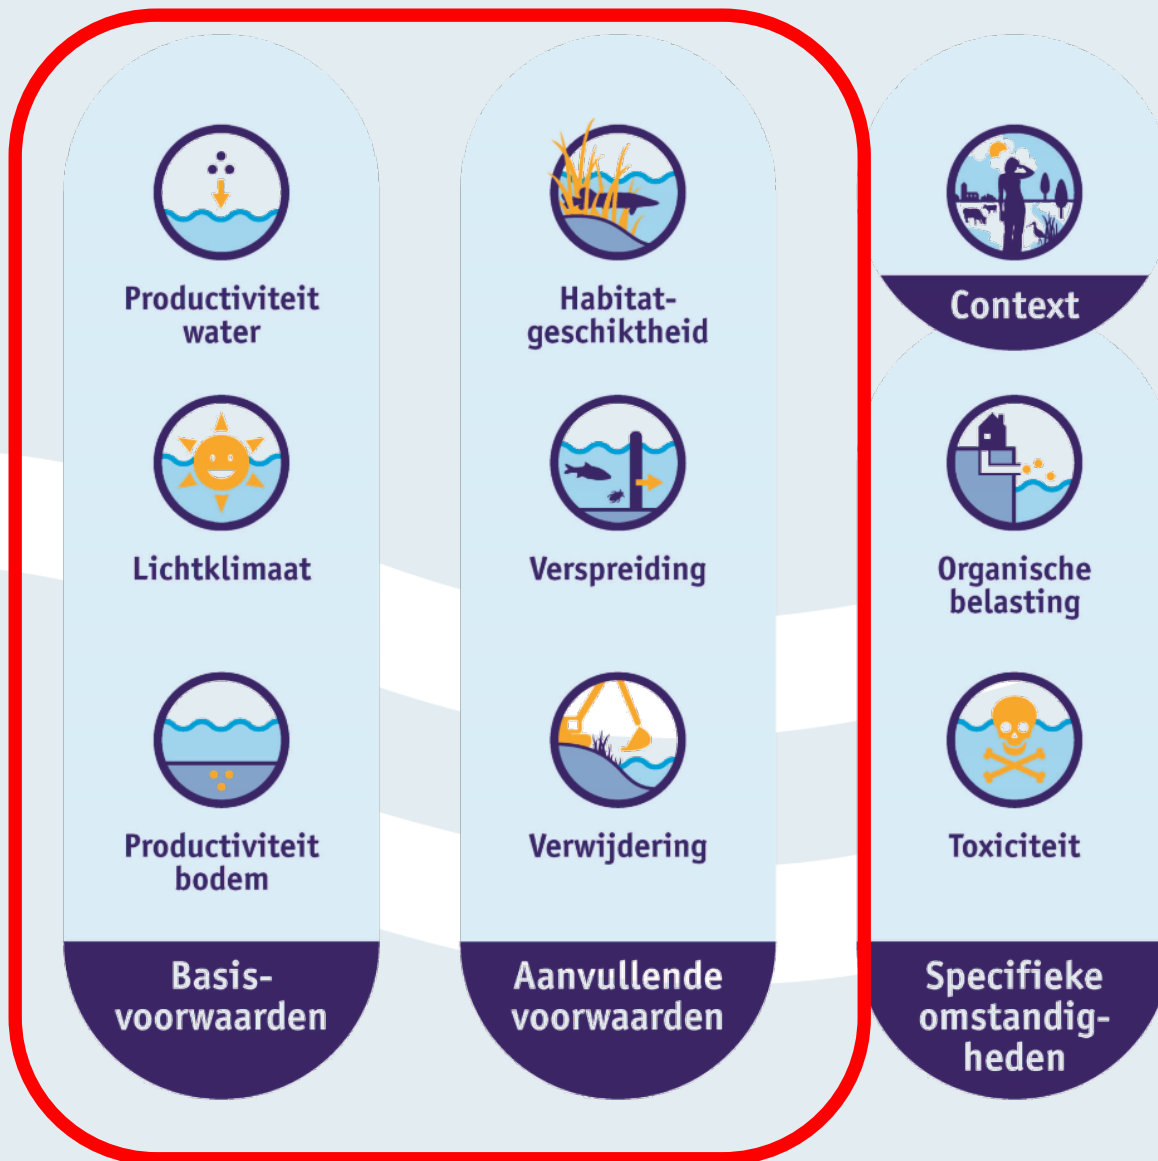 Productiviteit
water
Lichtklimaat
Productiviteit
bodem
Basis-
voorwaarden
Habitat-
geschiktheid
Verspreiding
Verwijdering
Aanvullende
voorwaarden
Context
Organische
belasting
Toxiciteit
Specifieke
omstandig-
heden